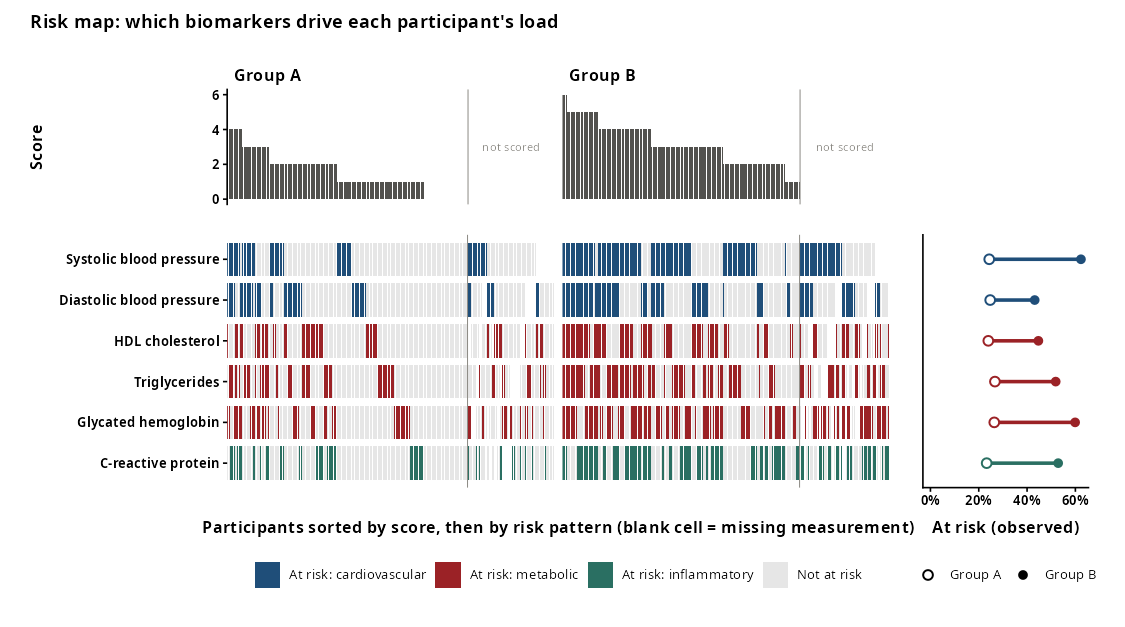 Risk map: which biomarkers drive each participant's load
Group A
Group B
Score
6
4
2
0
not scored
not scored
Systolic blood pressure
Diastolic blood pressure
HDL cholesterol
Triglycerides
Glycated hemoglobin
C-reactive protein
0%
20%
40%
60%
Participants sorted by score, then by risk pattern (blank cell = missing measurement)
At risk (observed)
At risk: cardiovascular
At risk: metabolic
At risk: inflammatory
Not at risk
Group A
Group B